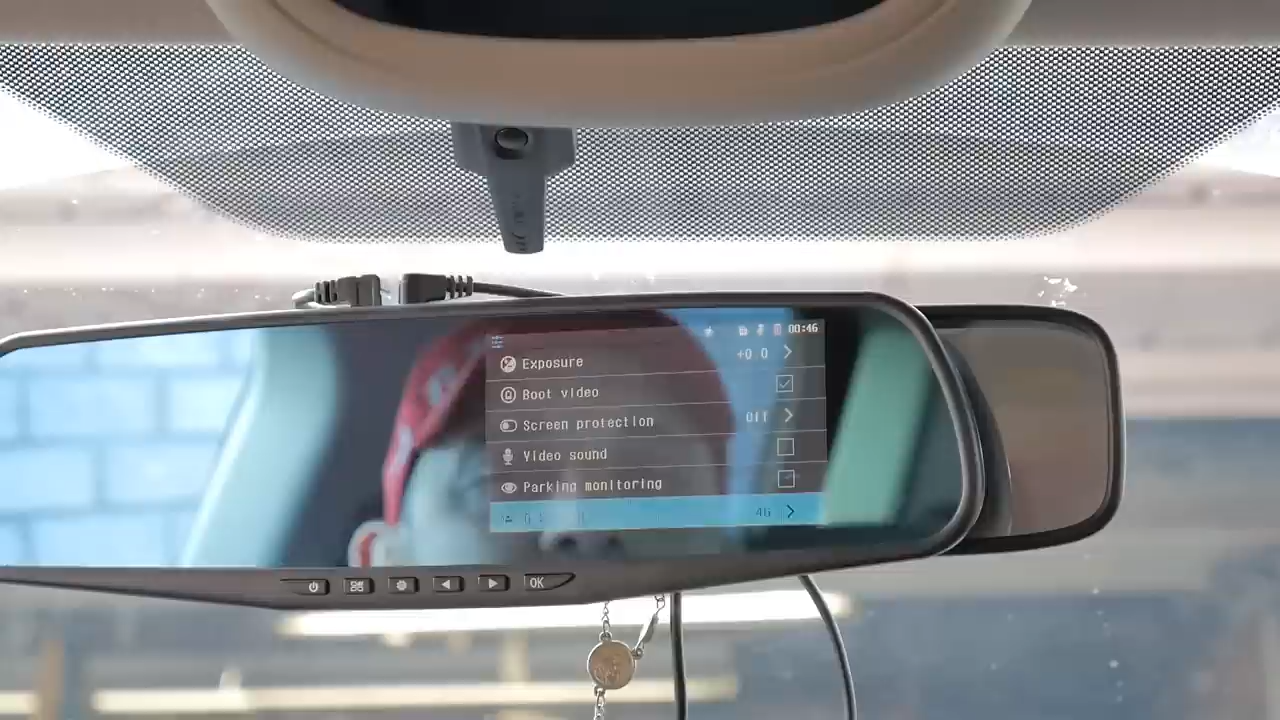 00:46
Exposure +0 0
Boot video
Screen protection Off
Video sound
Parking monitoring
OK